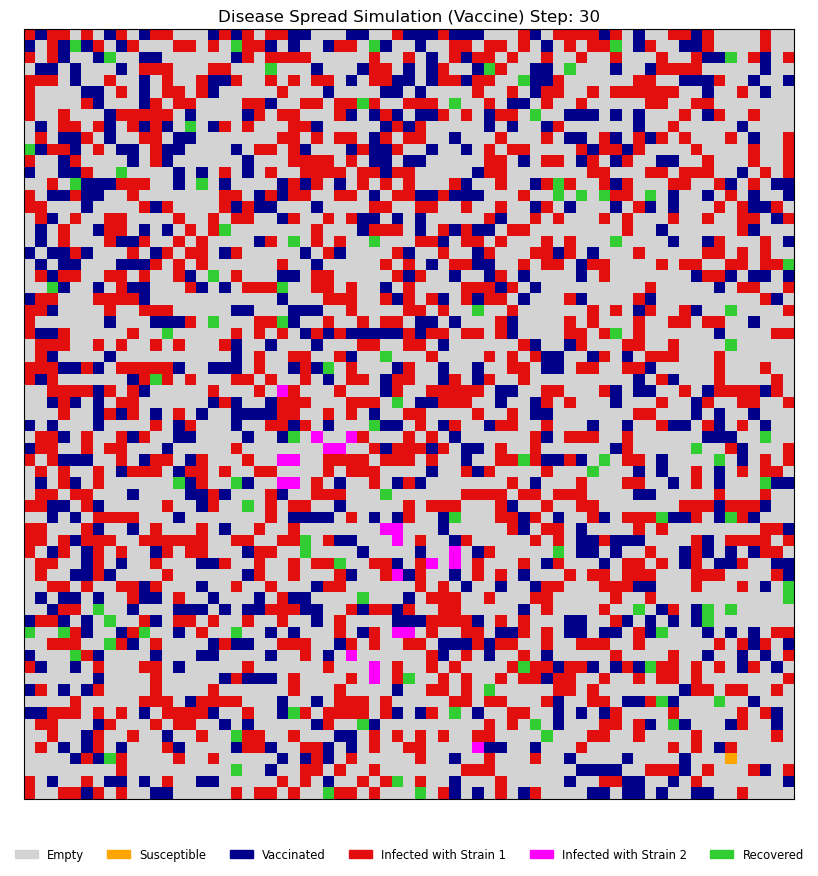 Disease Spread Simulation (Vaccine) Step: 30
Empty Susceptible Vaccinated Infected with Strain 1 Infected with Strain 2 Recovered